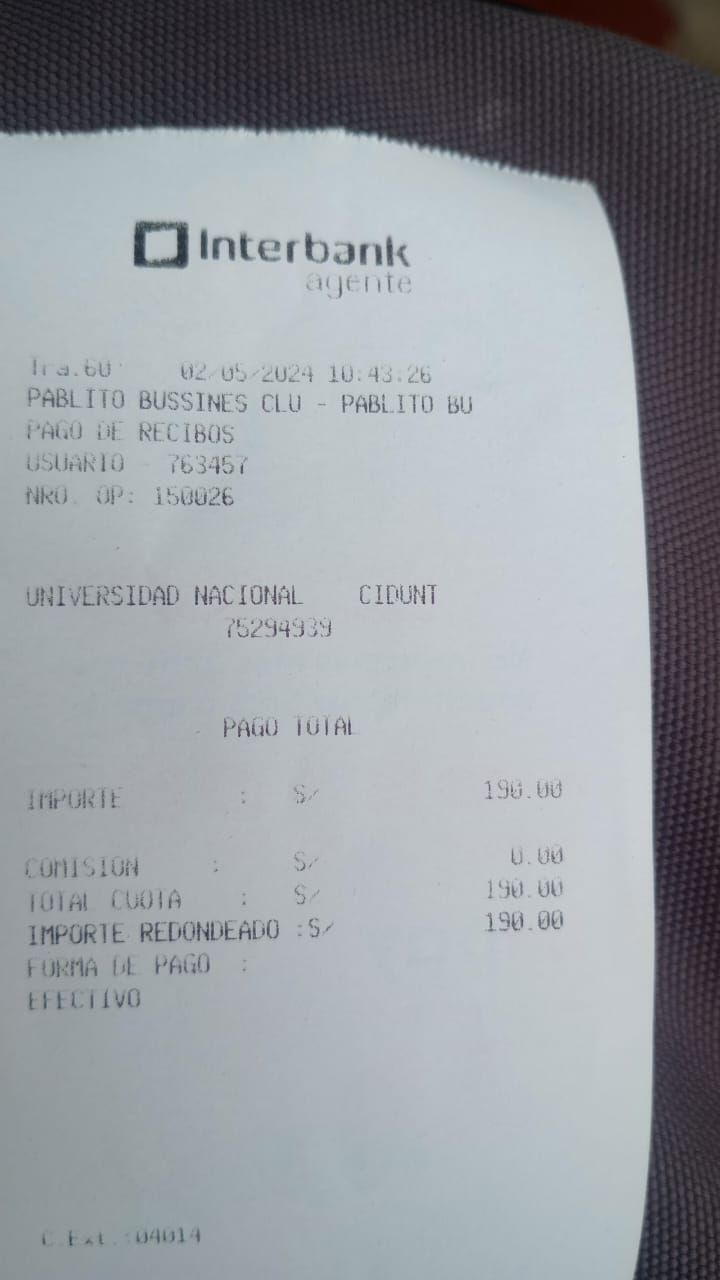 Interbank
agente
Tra.60 02/05/2024 10:43:26
PABLITO BUSSINES CLU - PABLITO BU
PAGO DE RECIBOS
USUARIO - 763457
NRO. OP: 150026
UNIVERSIDAD NACIONAL CIDUNT
75294939
PAGO TOTAL
IMPORTE : S/ 190.00
COMISION : S/ 0.00
TOTAL CUOTA : S/ 190.00
IMPORTE REDONDEADO :S/ 190.00
FORMA DE PAGO :
EFECTIVO
C.Ext.:04014